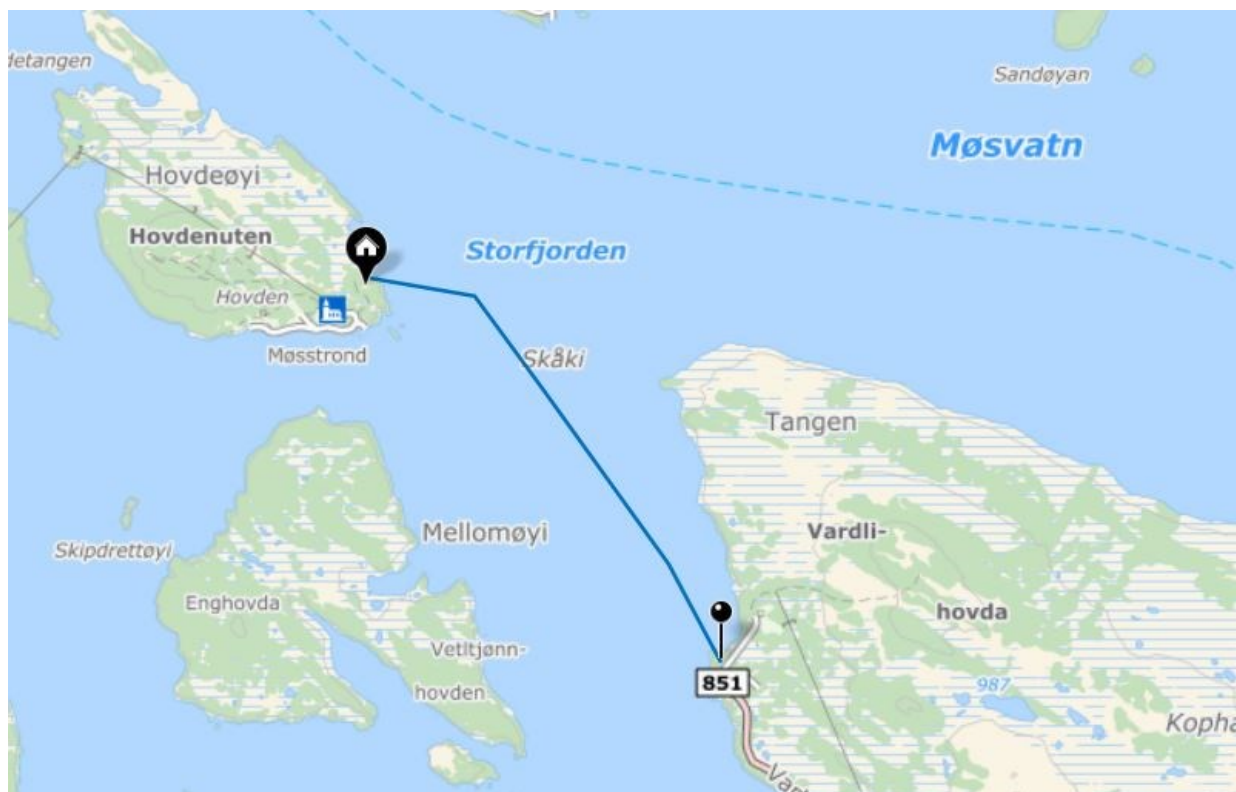 Sandøyan
detangen
Møsvatn
Hovdeøyi
Hovdenuten
Storfjorden
Hovden
Møsstrond
Skåki
Tangen
Mellomøyi
Vardli-
hovda
Skipdrettøyi
Enghovda
Vetltjønn-
hovden
851
987
Kopha
Var